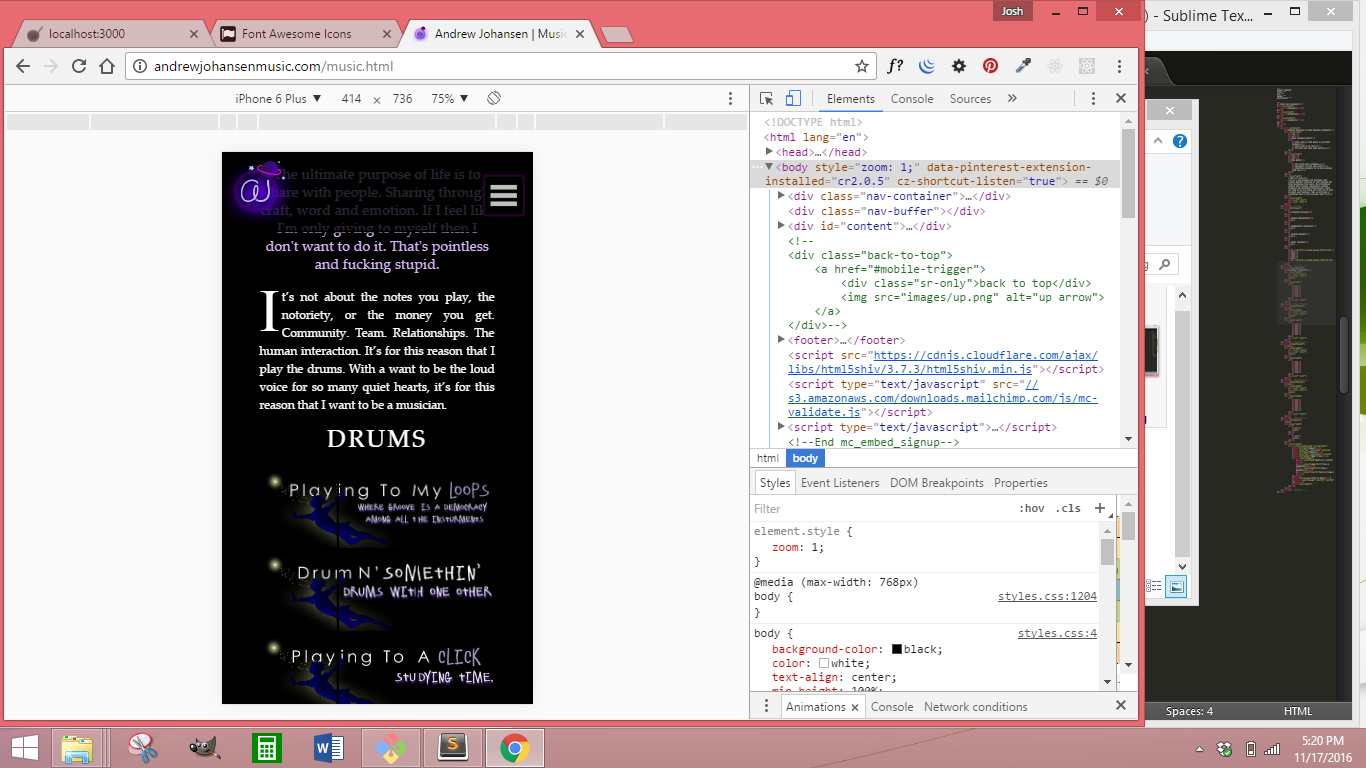 Josh
) - Sublime Tex...
localhost:3000
Font Awesome Icons
Andrew Johansen | Music
andrewjohansenmusic.com/music.html
f?
iPhone 6 Plus ▼ 414 × 736 75% ▼
Elements Console Sources »
<!DOCTYPE html>
<html lang="en">
▶<head>…</head>
…▼<body style="zoom: 1;" data-pinterest-extension-
installed="cr2.0.5" cz-shortcut-listen="true"> == $0
▶<div class="nav-container">…</div>
<div class="nav-buffer"></div>
▶<div id="content">…</div>
<!--
<div class="back-to-top">
<a href="#mobile-trigger">
<div class="sr-only">back to top</div>
<img src="images/up.png" alt="up arrow">
</a>
</div>-->
▶<footer>…</footer>
<script src="https://cdnjs.cloudflare.com/ajax/
libs/html5shiv/3.7.3/html5shiv.min.js"></script>
<script type="text/javascript" src="//
s3.amazonaws.com/downloads.mailchimp.com/js/mc-
validate.js"></script>
▶<script type="text/javascript">…</script>
<!--End mc_embed_signup-->
html body
Styles Event Listeners DOM Breakpoints Properties
Filter :hov .cls +
element.style {
zoom: 1;
}
@media (max-width: 768px)
body { styles.css:1204
}
body { styles.css:4
background-color: black;
color: white;
text-align: center;
min-height: 100%;
Animations × Console Network conditions
he ultimate purpose of life is to
are with people. Sharing throug
craft, word and emotion. If I feel lik
I'm only giving to myself then I
don't want to do it. That's pointless
and fucking stupid.
It's not about the notes you play, the
notoriety, or the money you get.
Community. Team. Relationships. The
human interaction. It's for this reason that I
play the drums. With a want to be the loud
voice for so many quiet hearts, it's for this
reason that I want to be a musician.
DRUMS
Playing To My LOOPS
WHERE GROOVE IS A DEMOCRACY
AMONG ALL THE INSTURMENTS
Drum N' SOMETHIN'
DRUMS WITH ONE OTHER
Playing To A CLICK
STUDYING TIME.
Spaces: 4 HTML
5:20 PM
11/17/2016